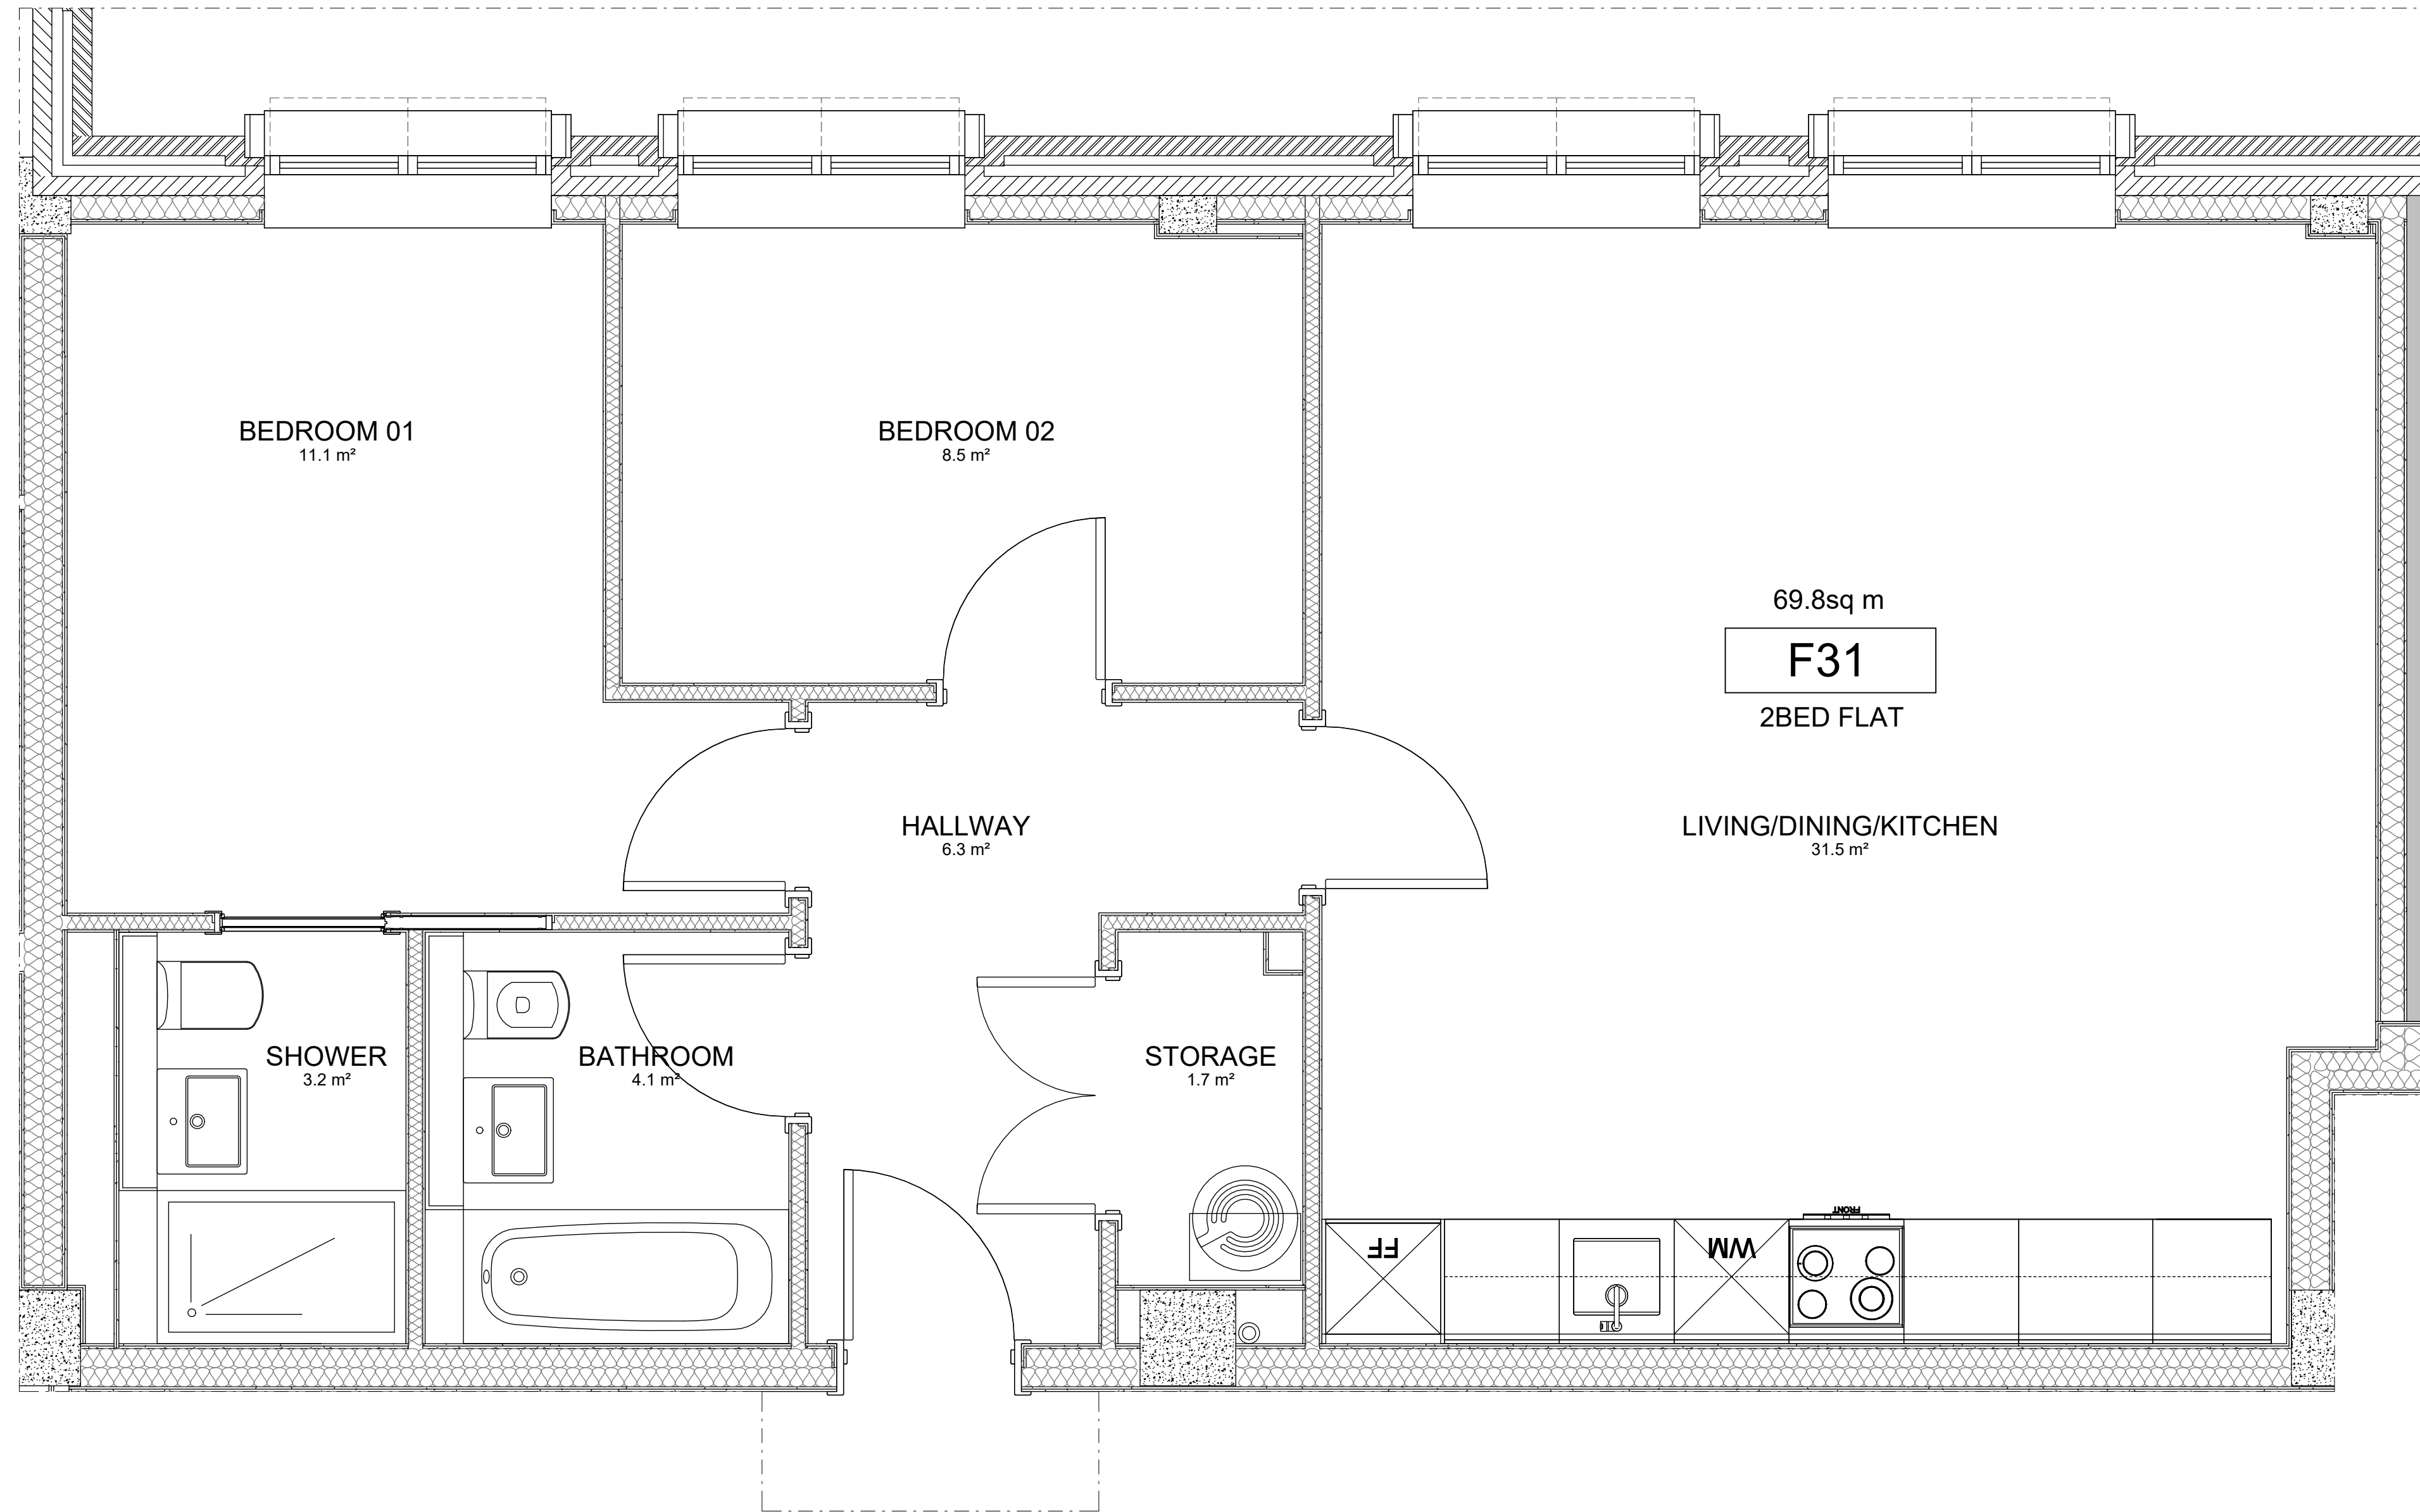 BEDROOM 01
11.1 m²
BEDROOM 02
8.5 m²
69.8sq m
F31
2BED FLAT
HALLWAY
6.3 m²
LIVING/DINING/KITCHEN
31.5 m²
SHOWER
3.2 m²
BATHROOM
4.1 m²
STORAGE
1.7 m²
FRONT
FF
WM